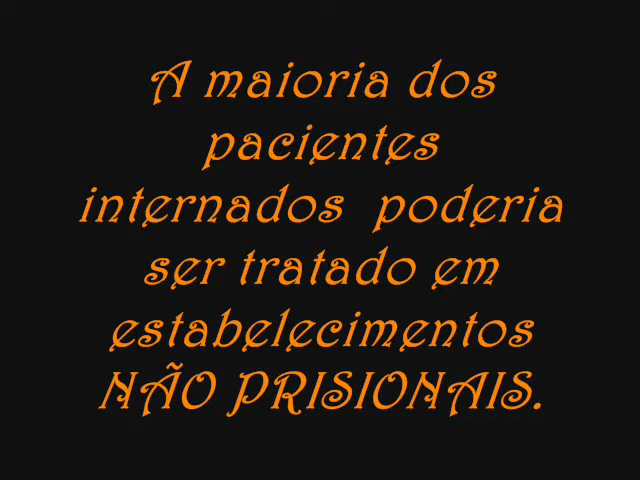 A maioria dos
pacientes
internados poderia
ser tratado em
estabelecimentos
NÃO PRISIONAIS.